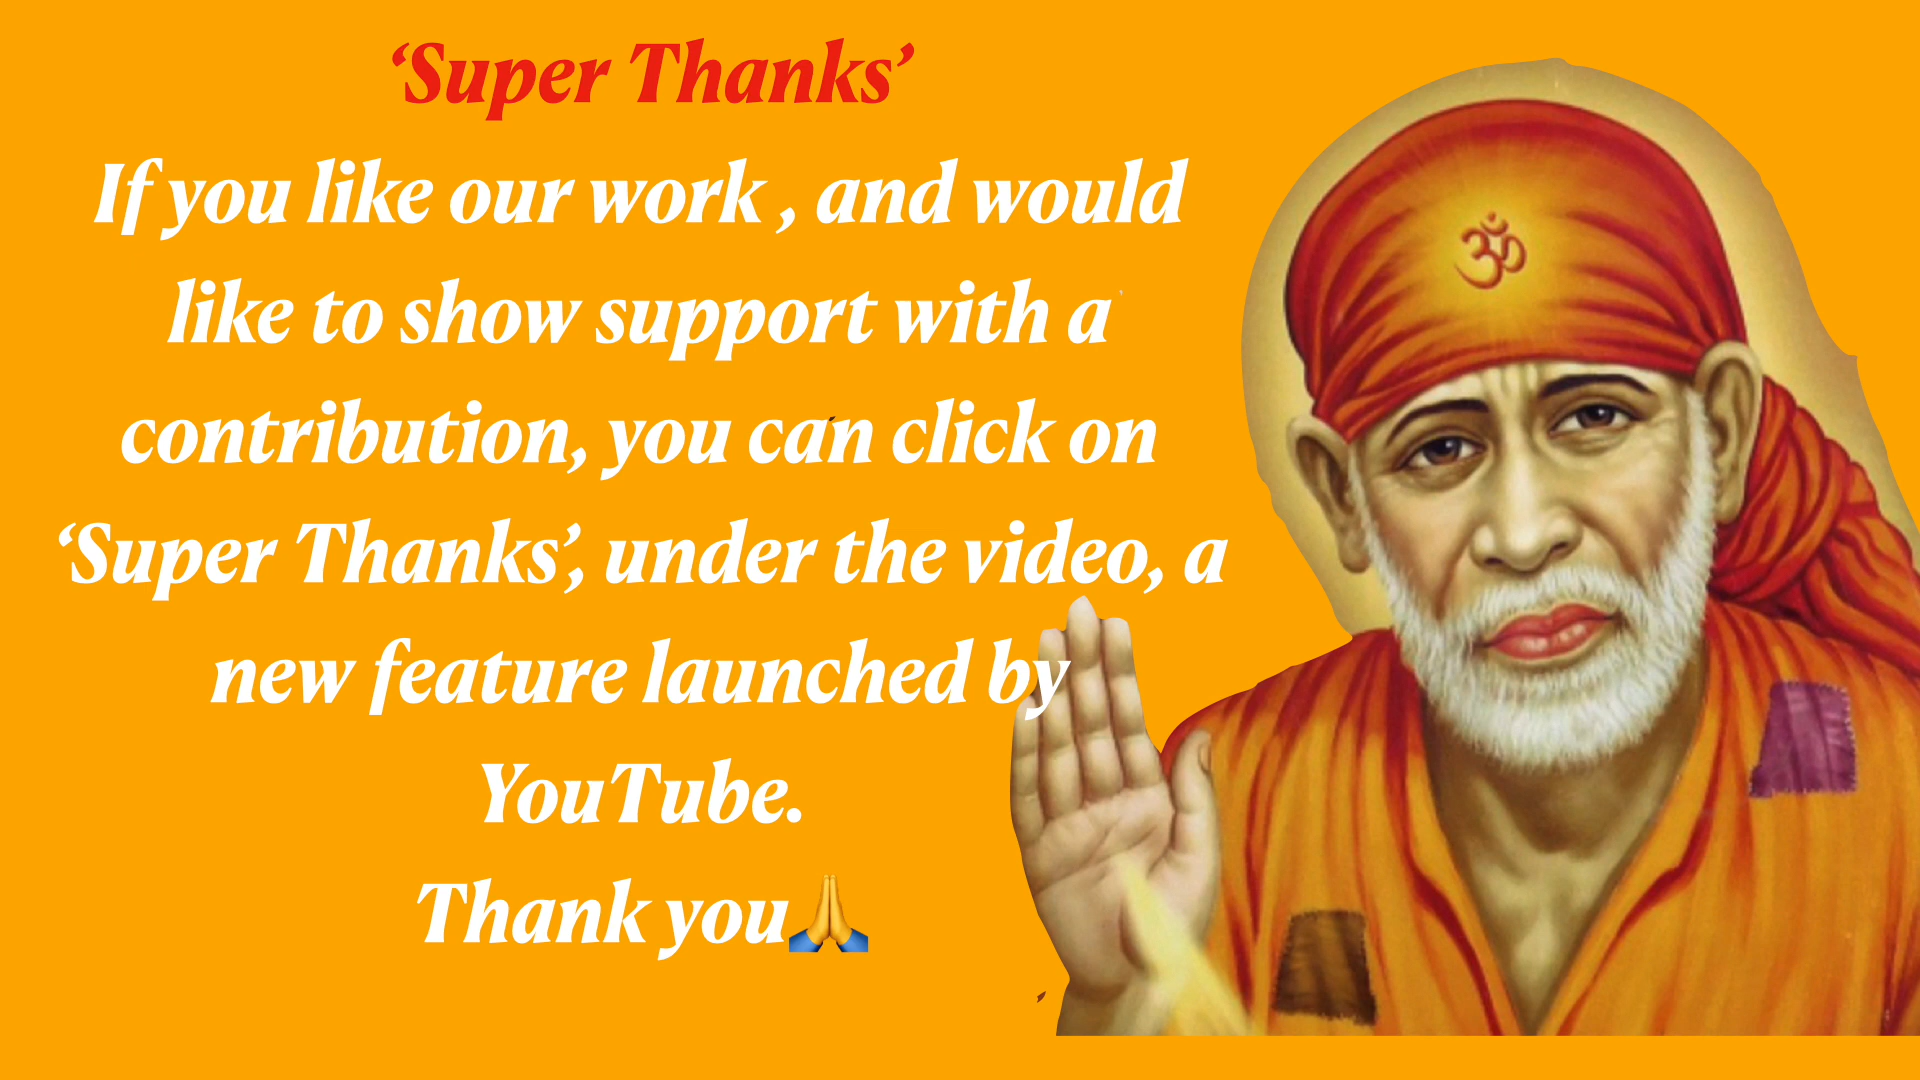 ‘Super Thanks’
If you like our work , and would
like to show support with a
contribution, you can click on
‘Super Thanks’, under the video, a
new feature launched by
YouTube.
Thank you🙏
ॐ